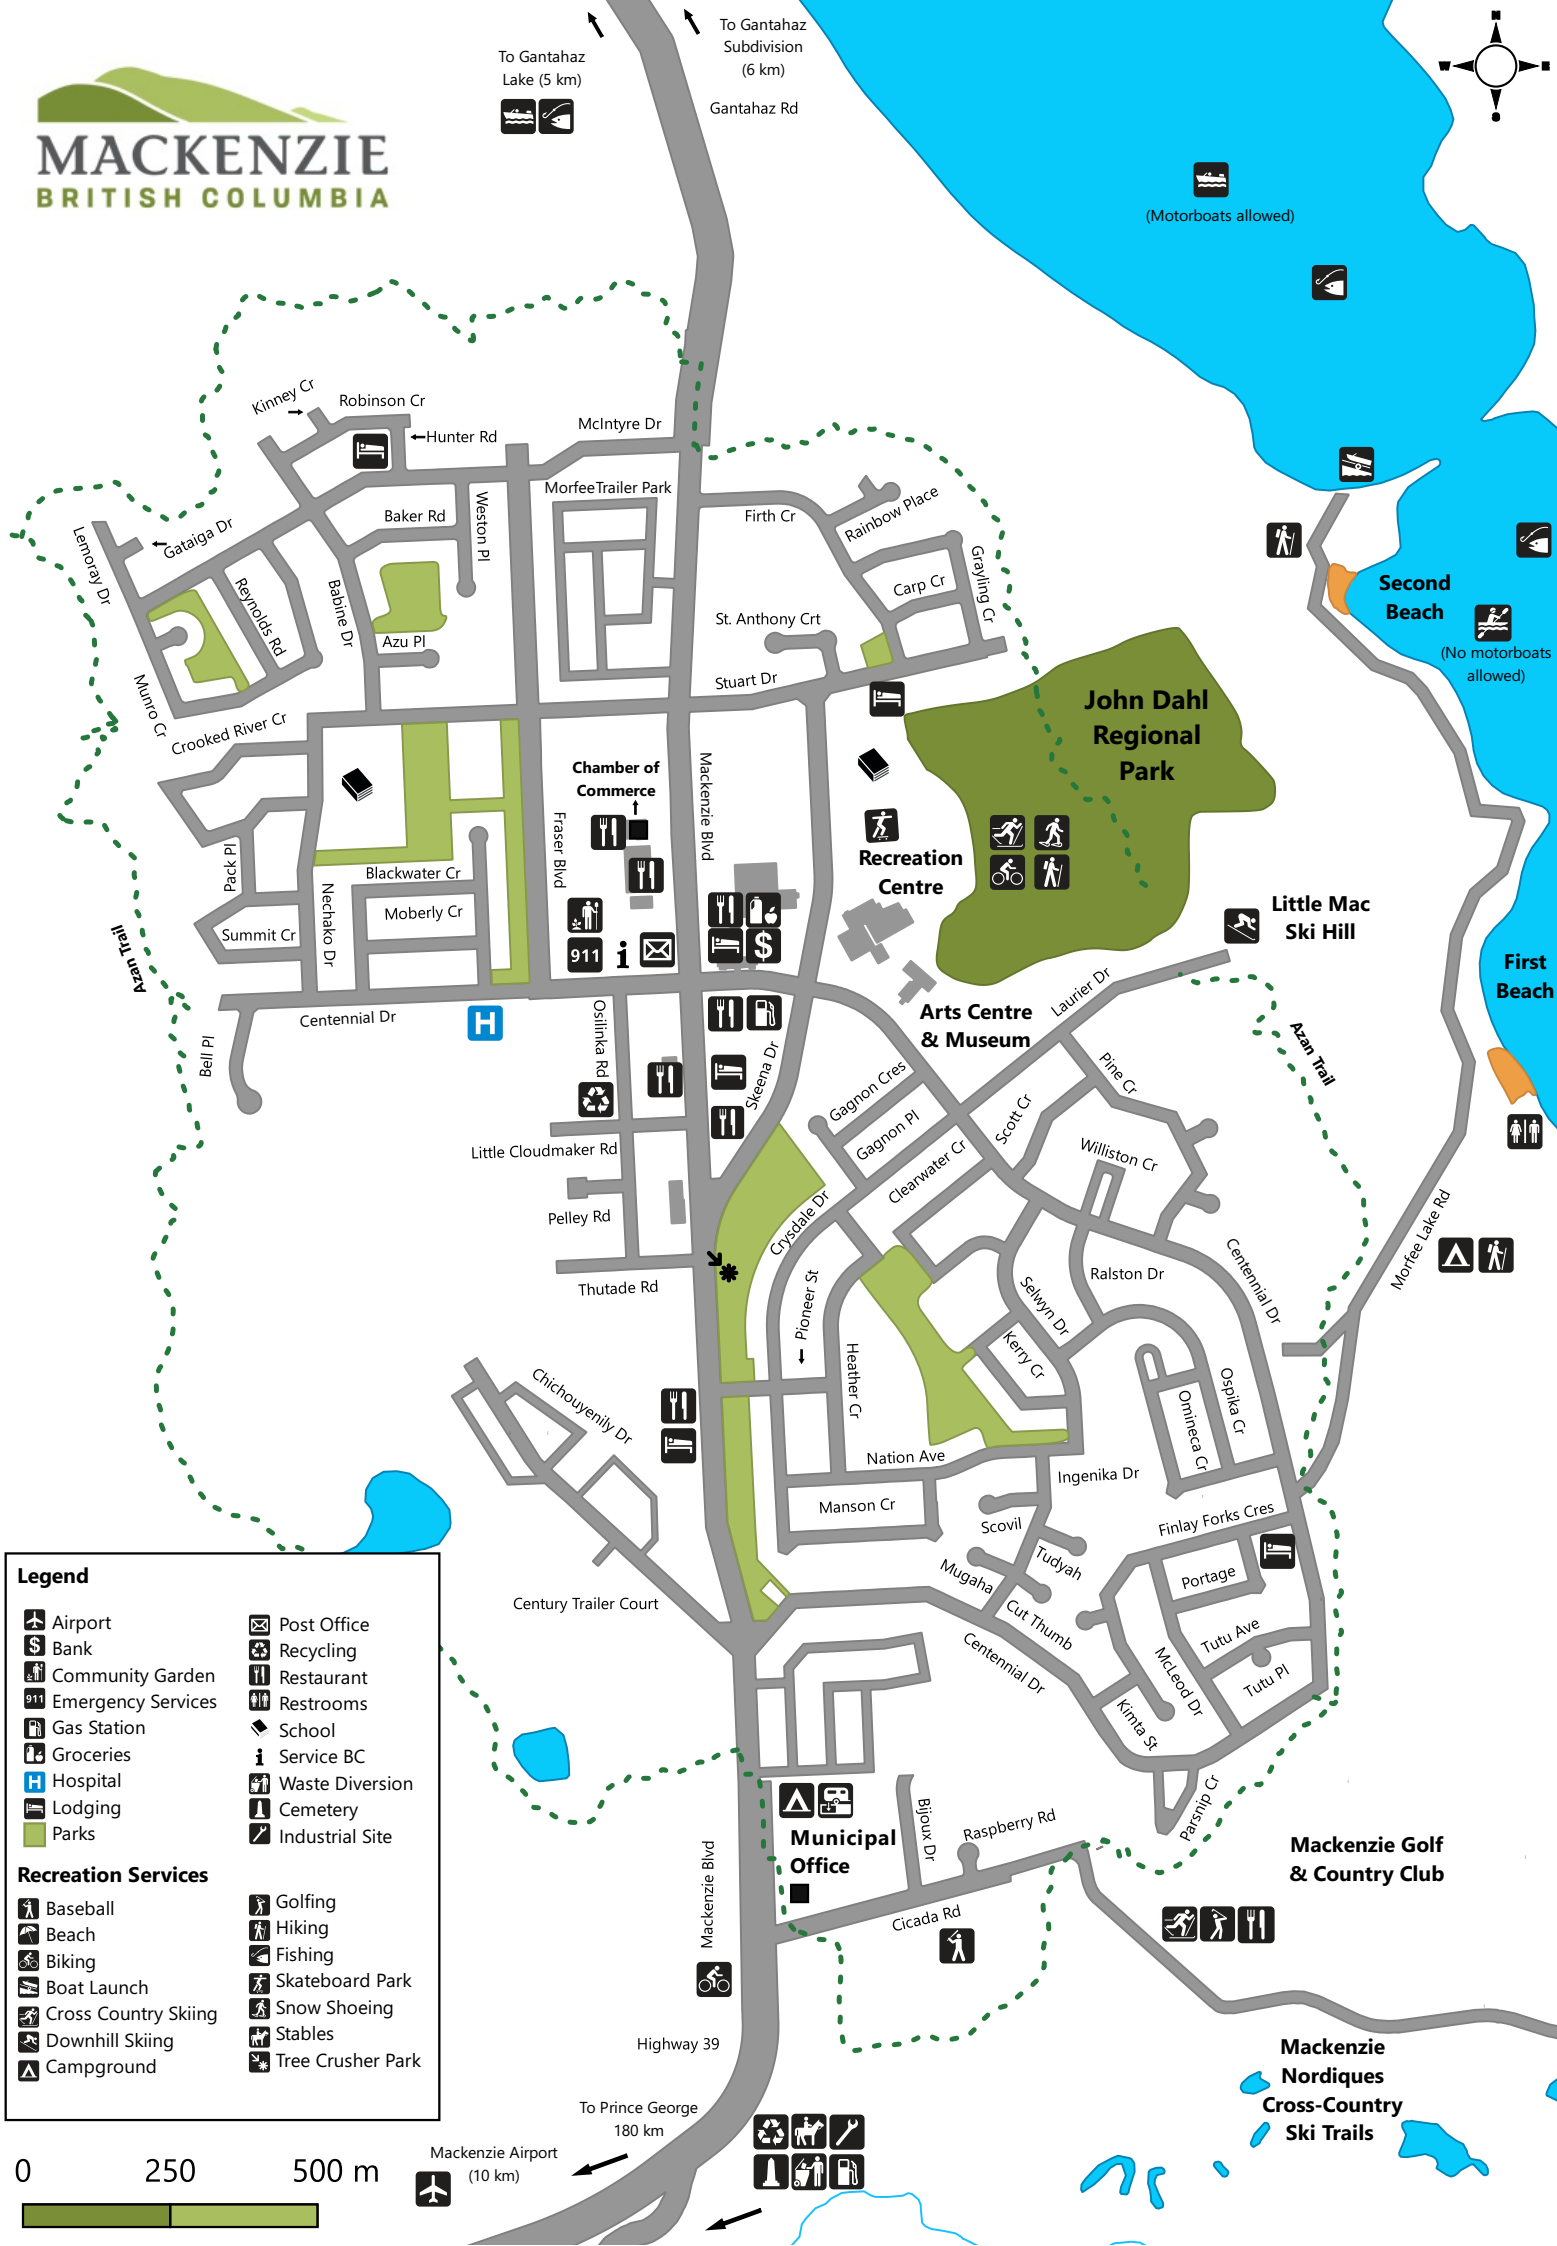 To Gantahaz
Subdivision
(6 km)
To Gantahaz
Lake (5 km)
Gantahaz Rd
N
W
E
S
MACKENZIE
BRITISH COLUMBIA
(Motorboats allowed)
Kinney Cr
Robinson Cr
Hunter Rd
McIntyre Dr
Morfee Trailer Park
Weston Pl
Baker Rd
Gataiga Dr
Lemoray Dr
Firth Cr
Rainbow Place
Grayling Cr
Carp Cr
Reynolds Rd
Babine Dr
Azu Pl
St. Anthony Crt
Stuart Dr
Second
Beach
(No motorboats
allowed)
Munro Cr
Crooked River Cr
John Dahl
Regional
Park
Chamber of
Commerce
Mackenzie Blvd
Fraser Blvd
Pack Pl
Blackwater Cr
Moberly Cr
Nechako Dr
Summit Cr
Recreation
Centre
Little Mac
Ski Hill
First
Beach
Azan Trail
911
i
$
Centennial Dr
H
Bell Pl
Osilinka Rd
Skeena Dr
Arts Centre
& Museum
Laurier Dr
Azan Trail
Pine Cr
Gagnon Cres
Gagnon Pl
Scott Cr
Williston Cr
Clearwater Cr
Little Cloudmaker Rd
Pelley Rd
Thutade Rd
Crysdale Dr
Pioneer St
Heather Cr
Selwyn Dr
Kerry Cr
Ralston Dr
Centennial Dr
Morfee Lake Rd
Ospika Cr
Omineca Cr
Chichouyenily Dr
Nation Ave
Ingenika Dr
Manson Cr
Scovil
Finlay Forks Cres
Tudyah
Mugaha
Portage
Cut Thumb
Century Trailer Court
Centennial Dr
Tutu Ave
McLeod Dr
Tutu Pl
Kimta St
Parsnip Cr
Legend
Airport
Bank
Community Garden
911 Emergency Services
Gas Station
Groceries
H Hospital
Lodging
Parks
Post Office
Recycling
Restaurant
Restrooms
School
i Service BC
Waste Diversion
Cemetery
Industrial Site
Recreation Services
Baseball
Beach
Biking
Boat Launch
Cross Country Skiing
Downhill Skiing
Campground
Golfing
Hiking
Fishing
Skateboard Park
Snow Shoeing
Stables
Tree Crusher Park
Municipal
Office
Bijoux Dr
Raspberry Rd
Mackenzie Blvd
Cicada Rd
Mackenzie Golf
& Country Club
Highway 39
Mackenzie
Nordiques
Cross-Country
Ski Trails
To Prince George
180 km
Mackenzie Airport
(10 km)
0 250 500 m